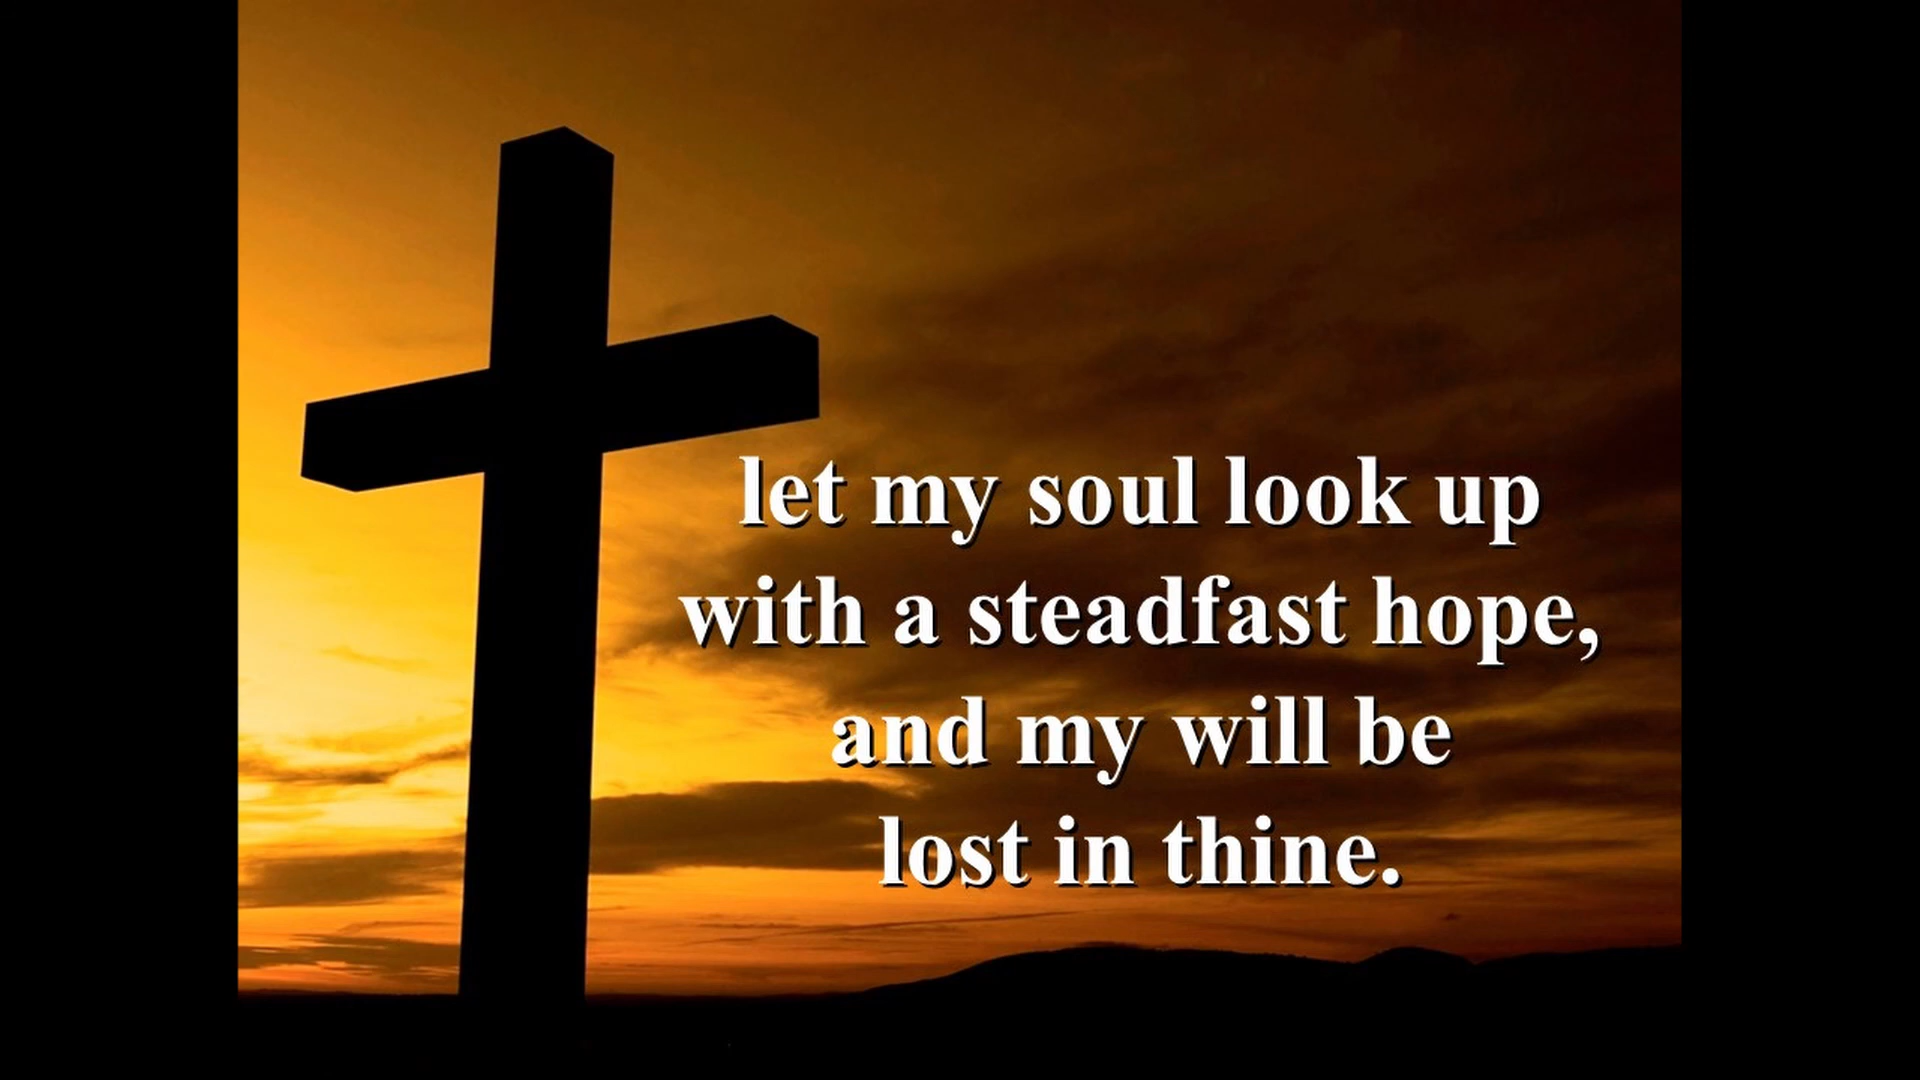 let my soul look up
with a steadfast hope,
and my will be
lost in thine.